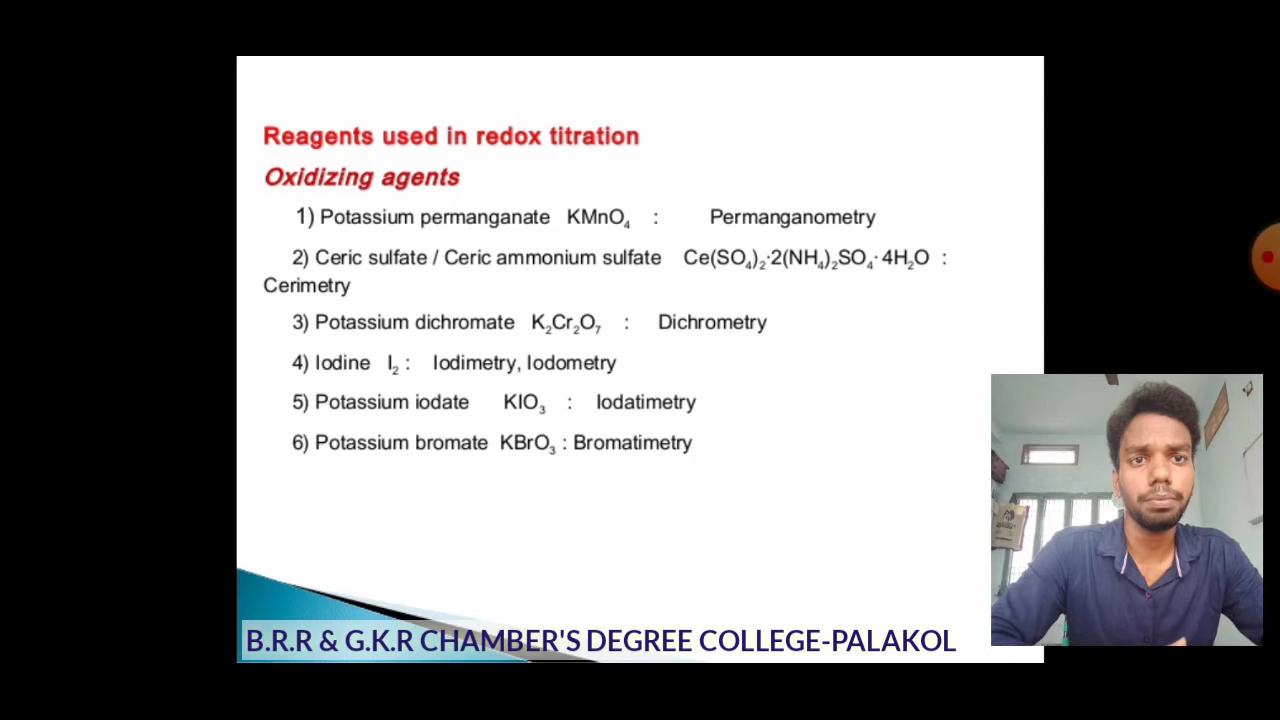 Reagents used in redox titration
Oxidizing agents
1) Potassium permanganate KMnO₄ : Permanganometry
2) Ceric sulfate / Ceric ammonium sulfate Ce(SO₄)₂·2(NH₄)₂SO₄·4H₂O :
Cerimetry
3) Potassium dichromate K₂Cr₂O₇ : Dichrometry
4) Iodine I₂ : Iodimetry, Iodometry
5) Potassium iodate KIO₃ : Iodatimetry
6) Potassium bromate KBrO₃ : Bromatimetry
B.R.R & G.K.R CHAMBER'S DEGREE COLLEGE-PALAKOL